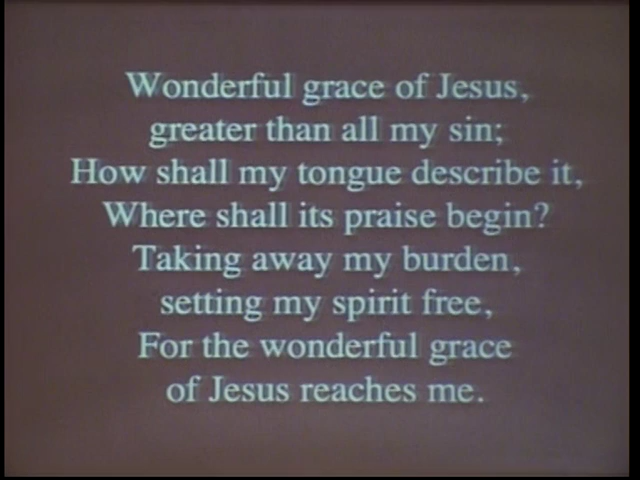 Wonderful grace of Jesus,
greater than all my sin;
How shall my tongue describe it,
Where shall its praise begin?
Taking away my burden,
setting my spirit free,
For the wonderful grace
of Jesus reaches me.